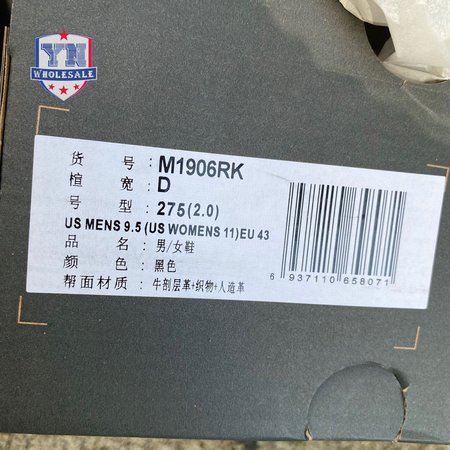 YN
WHOLESALE
货 号: M1906RK
楦 宽: D
号 型: 275(2.0)
US MENS 9.5(US WOMENS 11)EU 43
品 名: 男/女鞋
颜 色: 黑色
帮面材质: 牛剖层革+织物+人造革
6 937110 658071